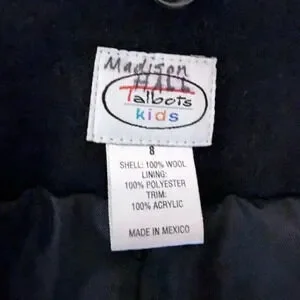 Madison
HALL
Talbots
kids
8
SHELL: 100% WOOL
LINING:
100% POLYESTER
TRIM:
100% ACRYLIC
MADE IN MEXICO